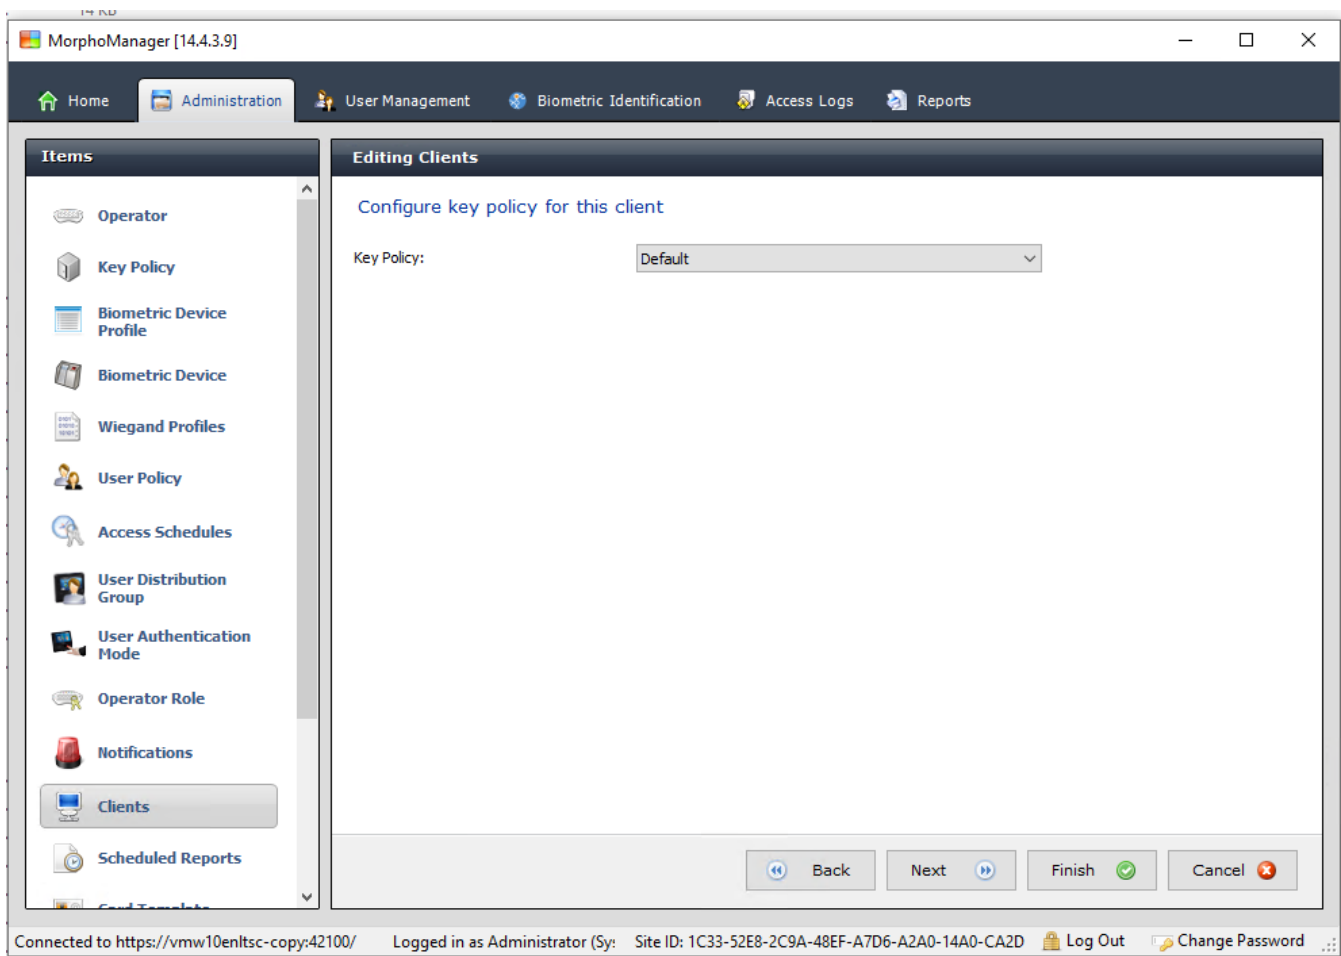 14 KB
MorphoManager [14.4.3.9]
Home
Administration
User Management
Biometric Identification
Access Logs
Reports
Items
Operator
Key Policy
Biometric Device
Profile
Biometric Device
Wiegand Profiles
User Policy
Access Schedules
User Distribution
Group
User Authentication
Mode
Operator Role
Notifications
Clients
Scheduled Reports
Card Template
Editing Clients
Configure key policy for this client
Key Policy:
Default
Back
Next
Finish
Cancel
Connected to https://vmw10enltsc-copy:42100/
Logged in as Administrator (Sy
Site ID: 1C33-52E8-2C9A-48EF-A7D6-A2A0-14A0-CA2D
Log Out
Change Password